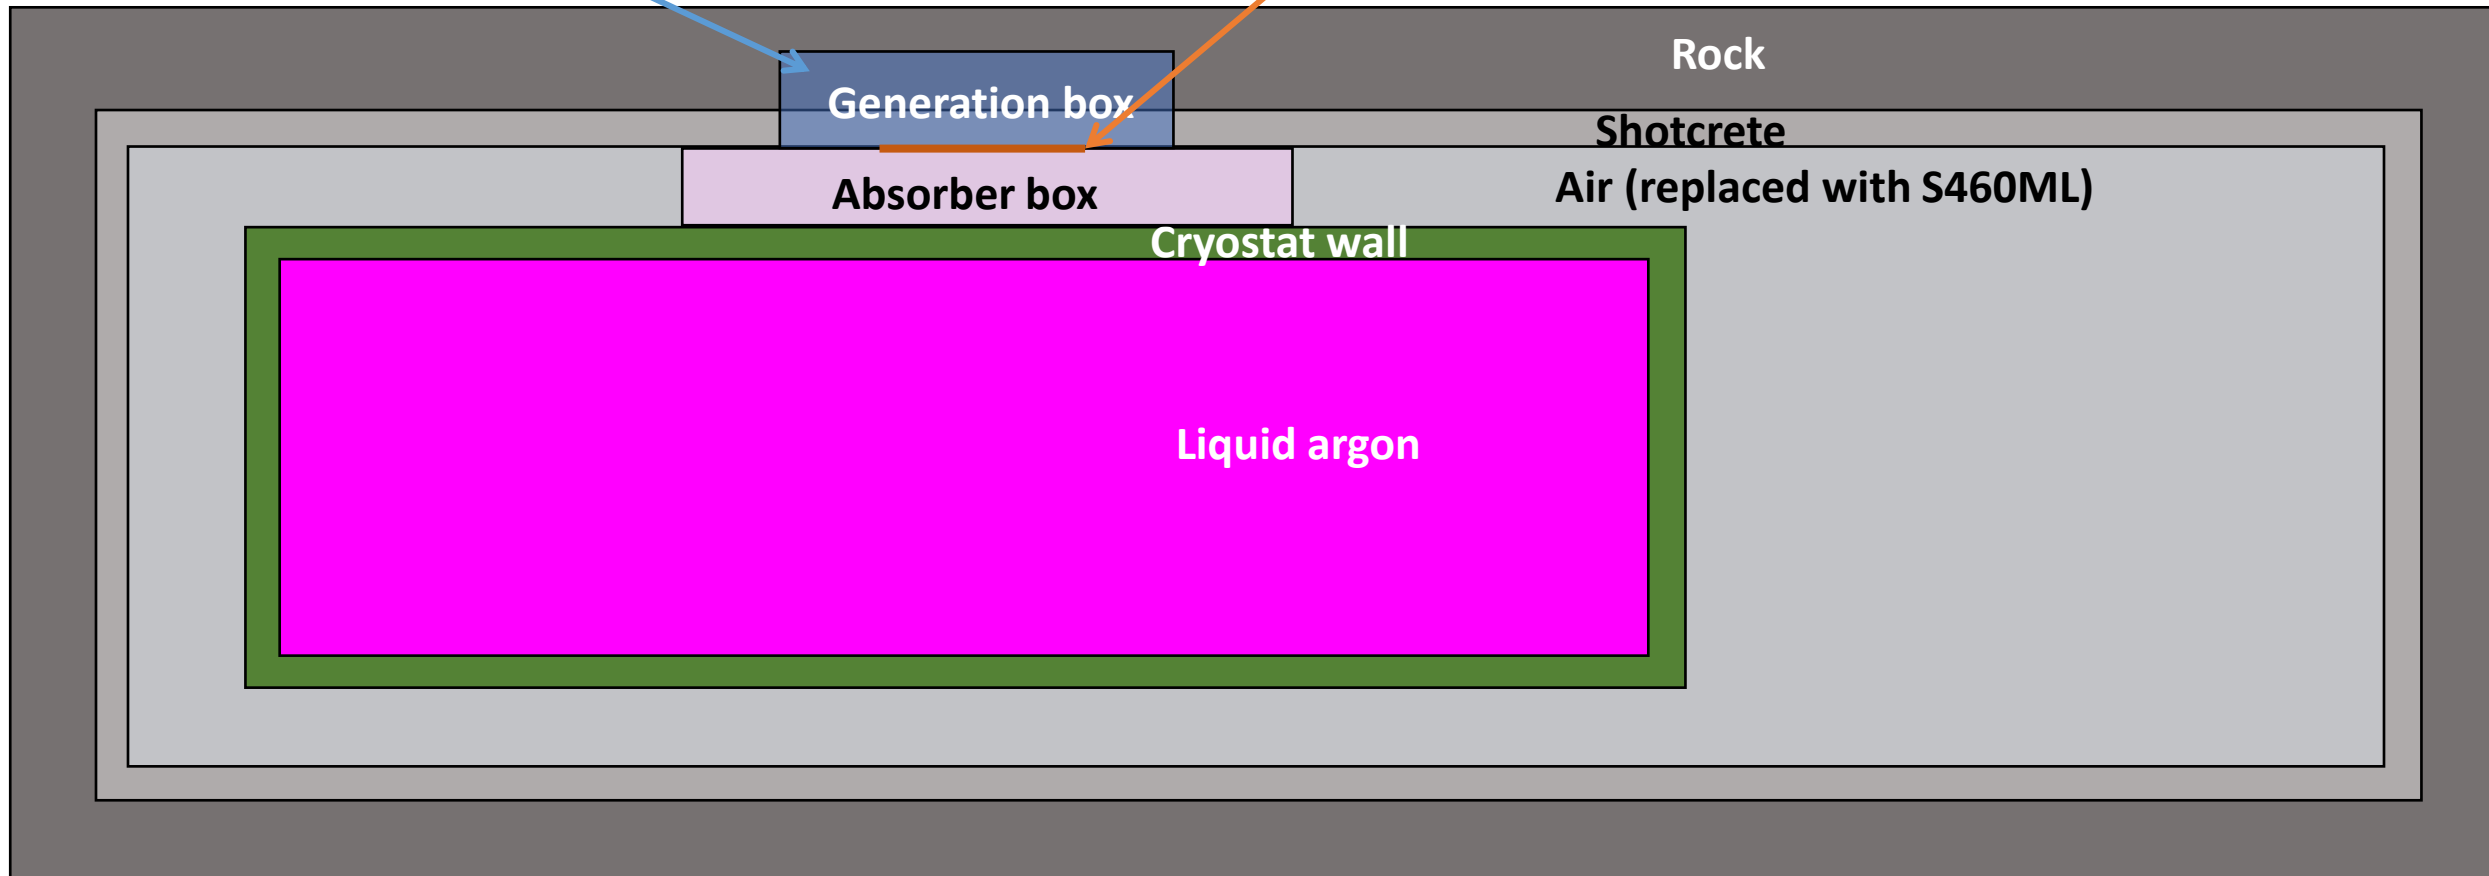 Rock
Generation box
Shotcrete
Absorber box
Air (replaced with S460ML)
Cryostat wall
Liquid argon